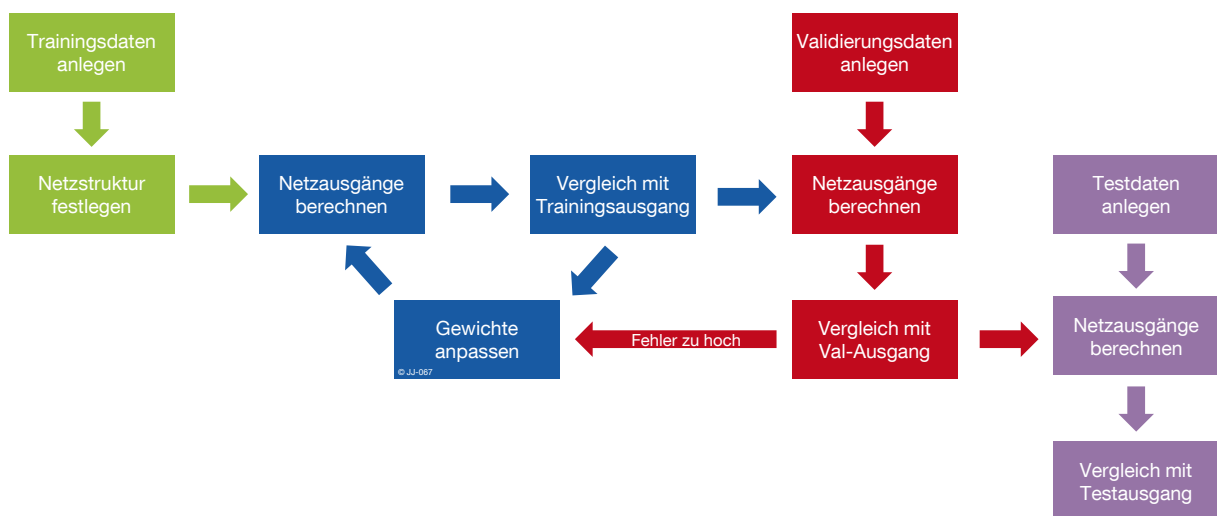 Trainingsdaten
anlegen
Netzstruktur
festlegen
Netzausgänge
berechnen
Vergleich mit
Trainingsausgang
Gewichte
anpassen
© JJ-067
Validierungsdaten
anlegen
Netzausgänge
berechnen
Vergleich mit
Val-Ausgang
Fehler zu hoch
Testdaten
anlegen
Netzausgänge
berechnen
Vergleich mit
Testausgang